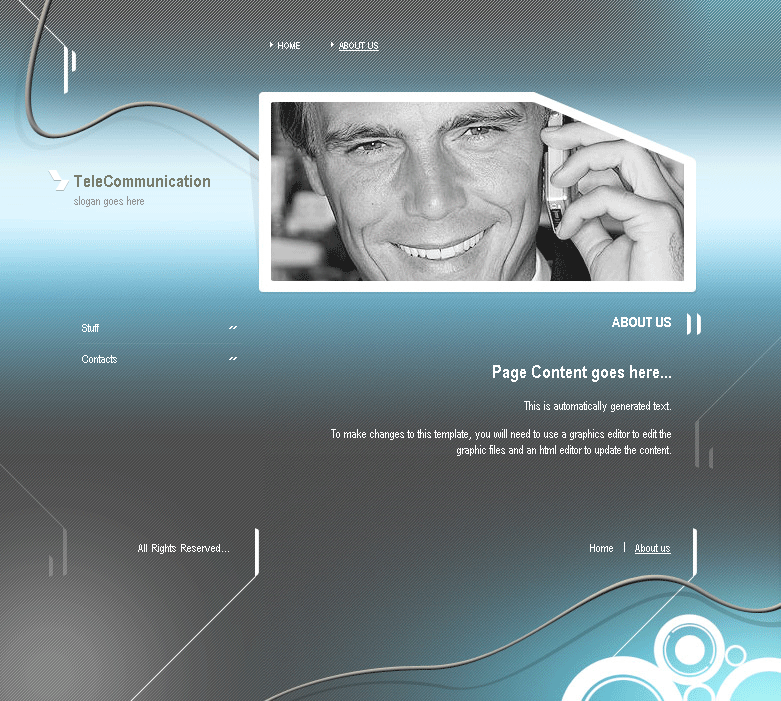 HOME
ABOUT US
TeleCommunication
slogan goes here
Stuff
Contacts
ABOUT US
Page Content goes here...
This is automatically generated text.
To make changes to this template, you will need to use a graphics editor to edit the
graphic files and an html editor to update the content.
All Rights Reserved...
Home | About us